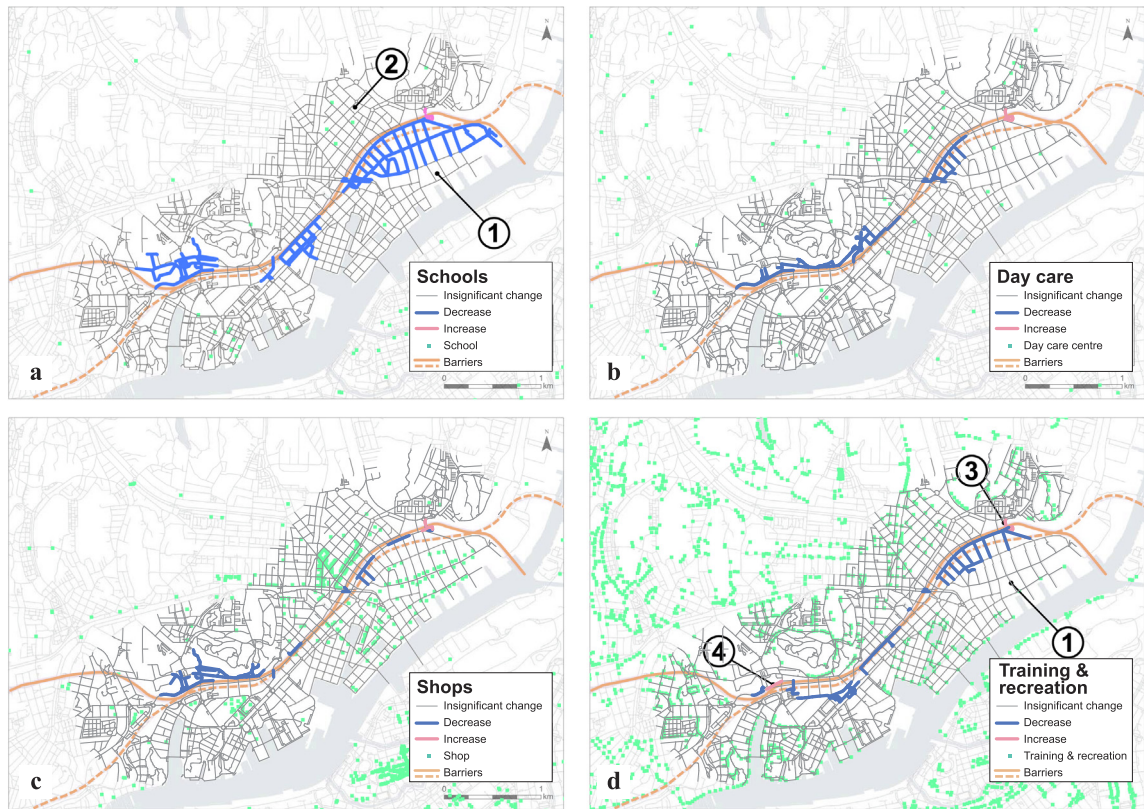 N
2
1
Schools
Insignificant change
Decrease
Increase
School
Barriers
0 1
km
a
N
Day care
Insignificant change
Decrease
Increase
Day care centre
Barriers
0 1
km
b
N
Shops
Insignificant change
Decrease
Increase
Shop
Barriers
0 1
km
c
3
4
1
Training &
recreation
Insignificant change
Decrease
Increase
Training & recreation
Barriers
d